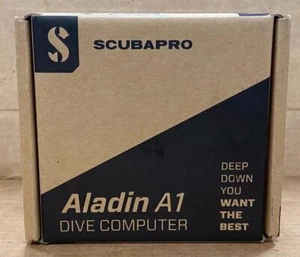 S SCUBAPRO
Aladin A1
DIVE COMPUTER
DEEP
DOWN
YOU
WANT
THE
BEST